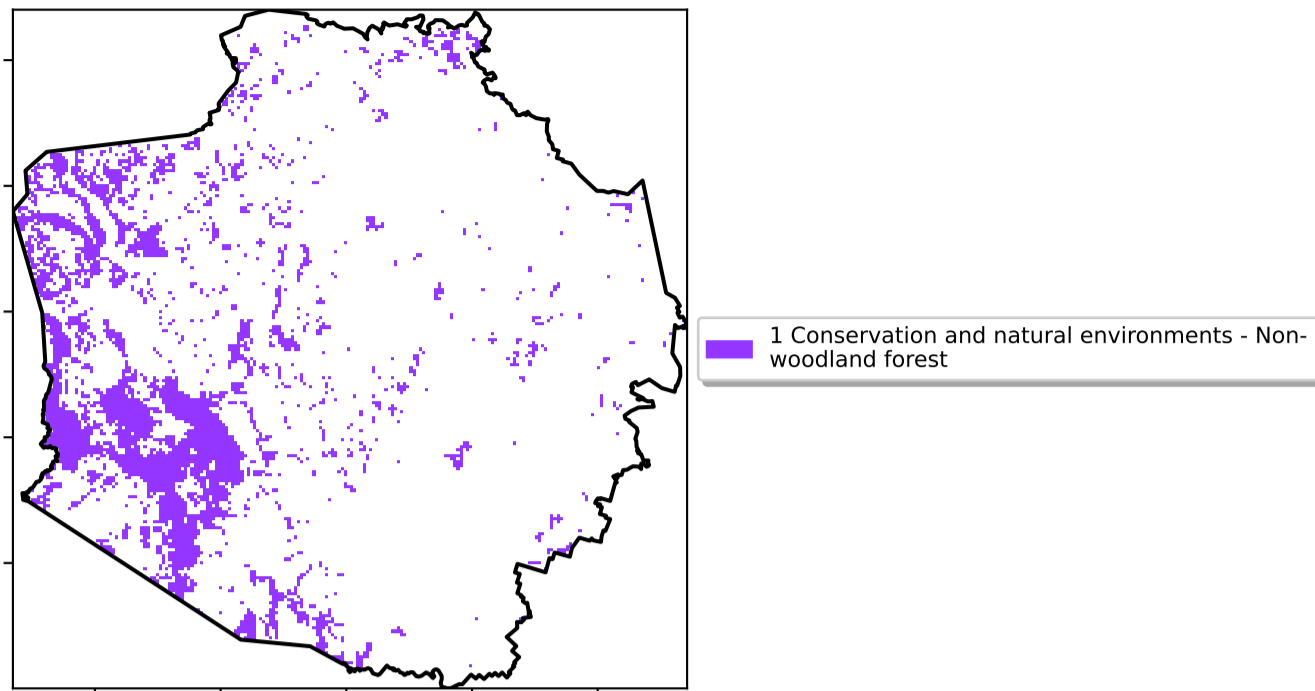 1 Conservation and natural environments - Non-
woodland forest